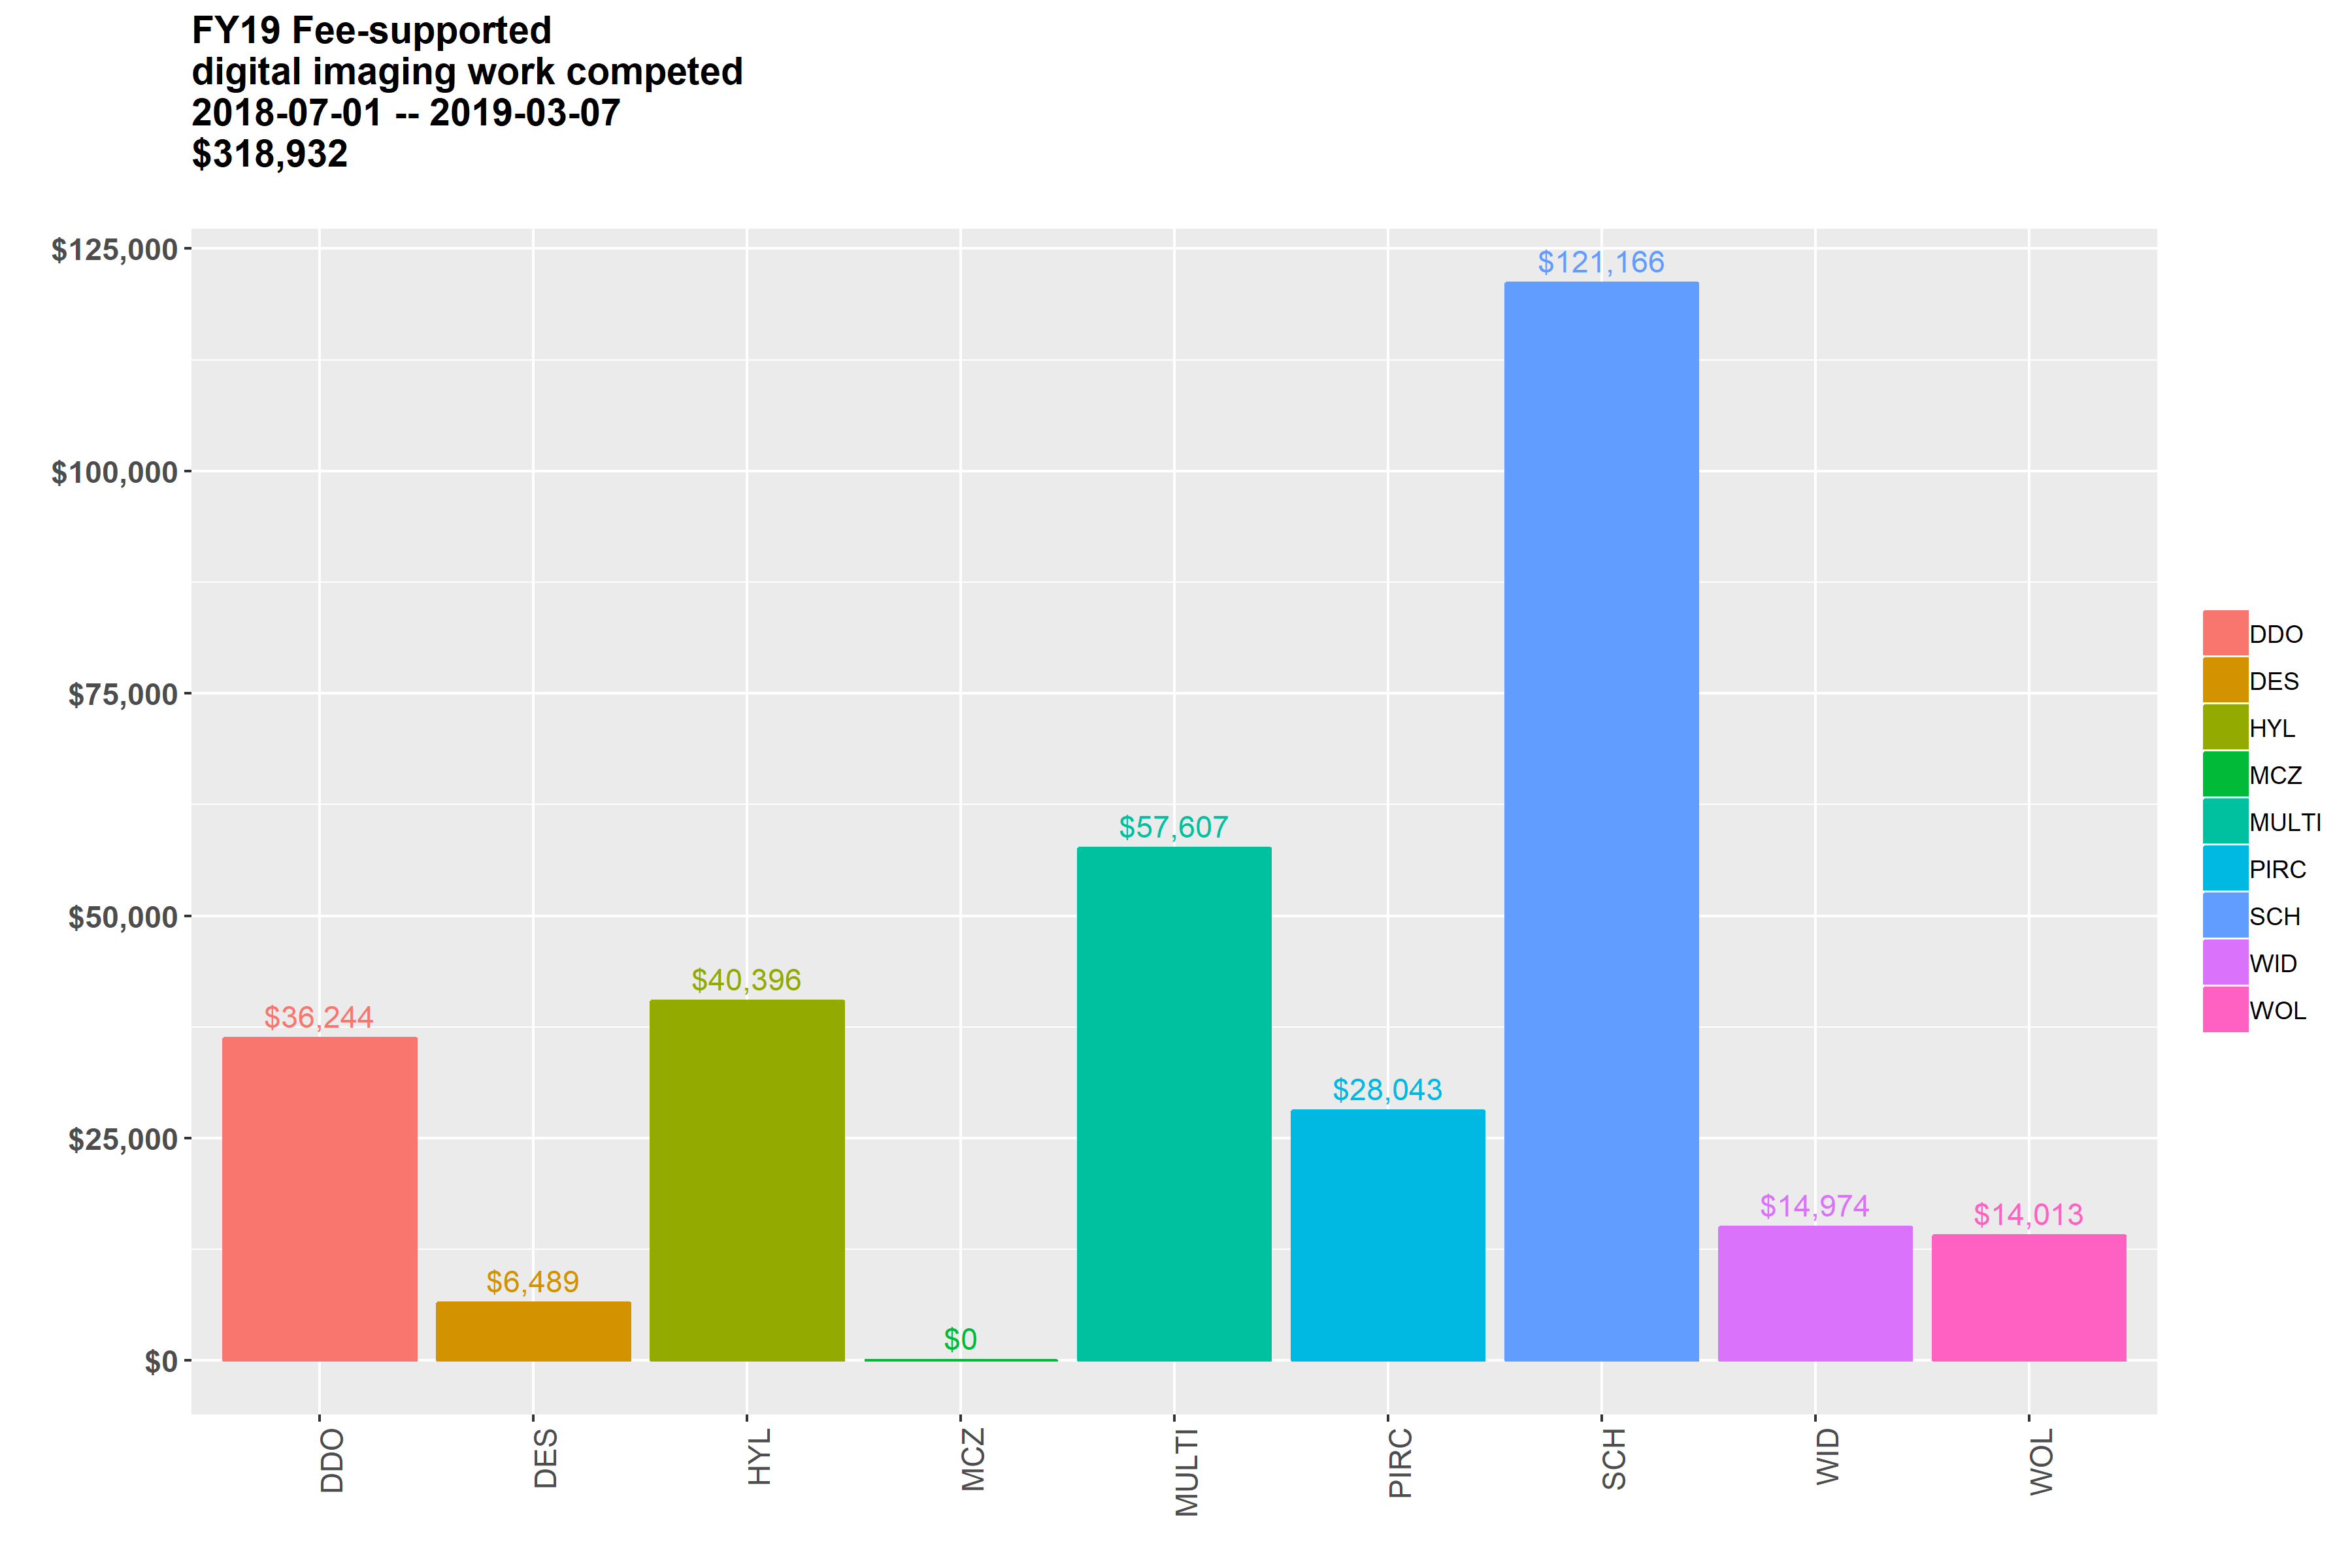 FY19 Fee-supported
digital imaging work competed
2018-07-01 -- 2019-03-07
$318,932
$125,000
$100,000
$75,000
$50,000
$25,000
$0
$36,244
$6,489
$40,396
$0
$57,607
$28,043
$121,166
$14,974
$14,013
DDO
DES
HYL
MCZ
MULTI
PIRC
SCH
WID
WOL
DDO
DES
HYL
MCZ
MULTI
PIRC
SCH
WID
WOL